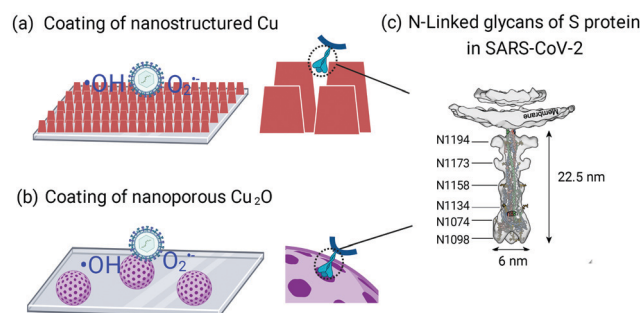 (a) Coating of nanostructured Cu
•OH
O₂•-
(b) Coating of nanoporous Cu₂O
•OH
O₂•-
(c) N-Linked glycans of S protein
in SARS-CoV-2
Membrane
N1194
N1173
N1158
N1134
N1074
N1098
22.5 nm
6 nm